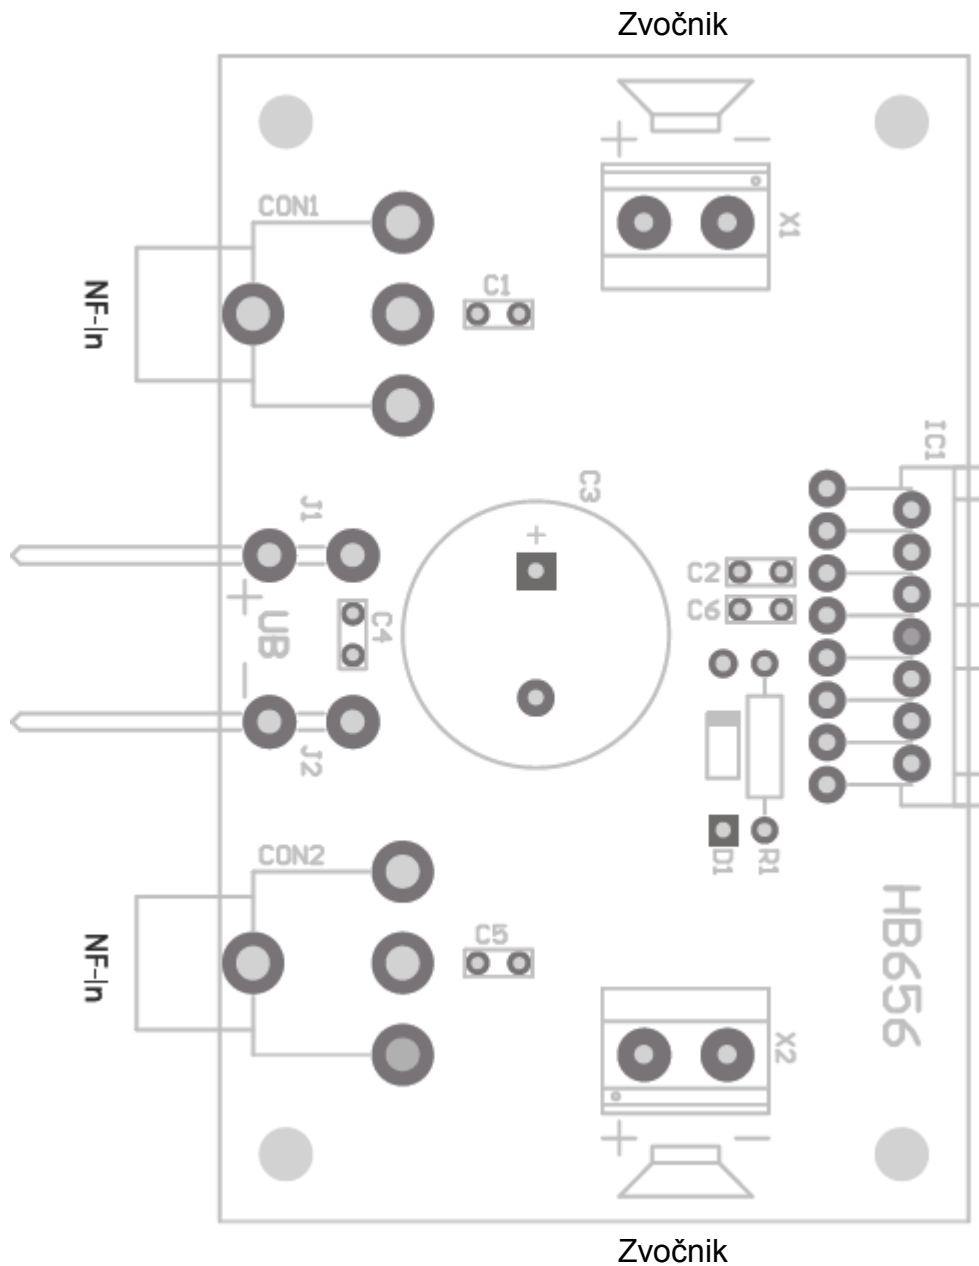 Zvočnik
+ −
CON1
X1
NF-In
C1
IC1
C3
J1
+
C2
+
C6
UB
C4
−
J2
CON2
D1
R1
HB656
NF-In
C5
X2
+ −
Zvočnik